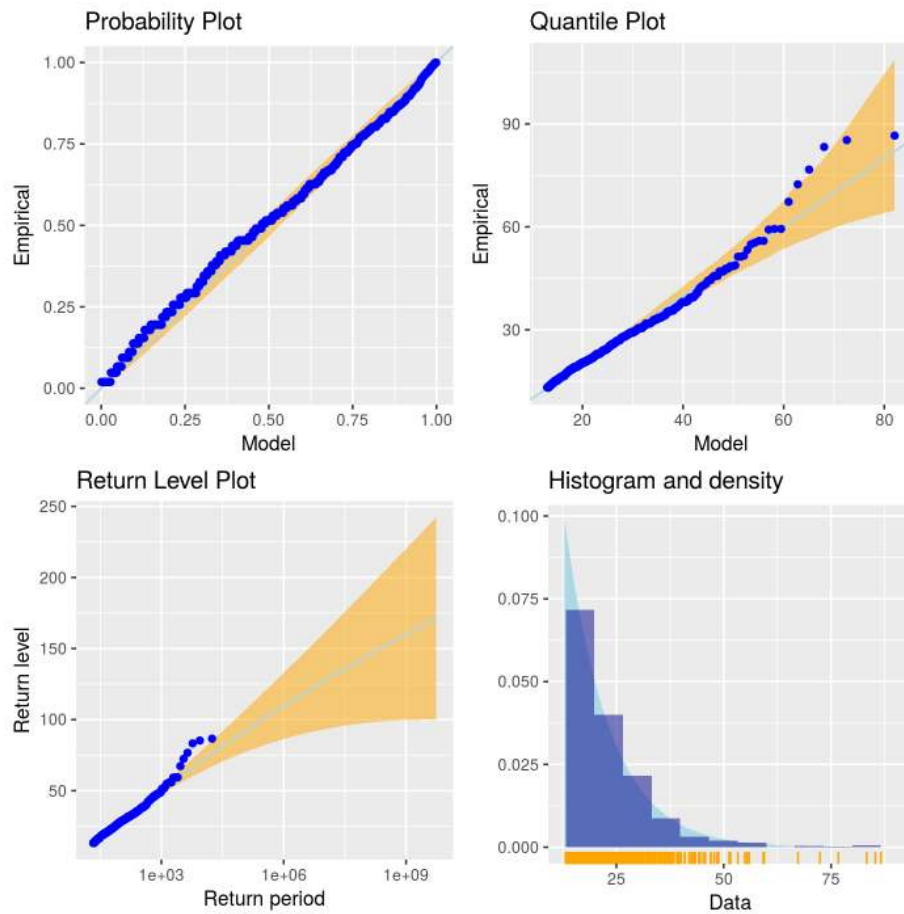 Probability Plot
1.00
0.75
0.50
0.25
0.00
Empirical
0.00 0.25 0.50 0.75 1.00
Model
Quantile Plot
90
60
30
Empirical
20 40 60 80
Model
Return Level Plot
250
200
150
100
50
Return level
1e+03 1e+06 1e+09
Return period
Histogram and density
0.100
0.075
0.050
0.025
0.000
25 50 75
Data